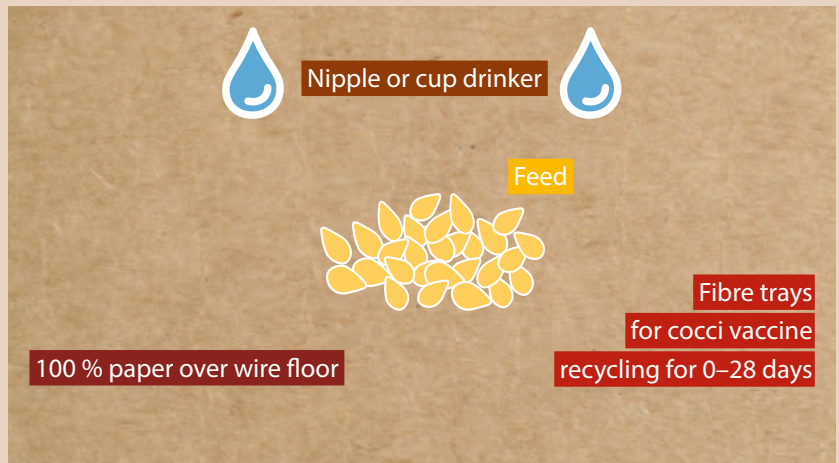 Nipple or cup drinker
Feed
Fibre trays
for cocci vaccine
recycling for 0–28 days
100 % paper over wire floor